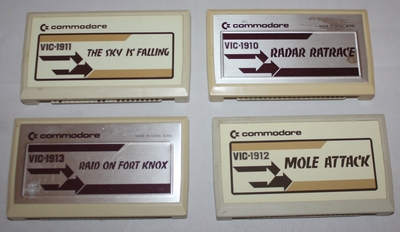 commodore
VIC-1911
THE SKY IS FALLING
commodore
VIC-1910
RADAR RATRACE
commodore
VIC-1913
RAID ON FORT KNOX
commodore
VIC-1912
MOLE ATTACK